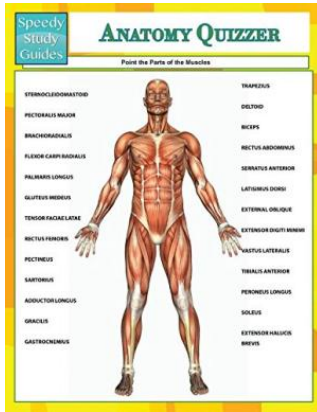 Speedy
Study
Guides
ANATOMY QUIZZER
Point the Parts of the Muscles
STERNOCLEIDOMASTOID
PECTORALIS MAJOR
BRACHIORADIALIS
FLEXOR CARPI RADIALIS
PALMARIS LONGUS
GLUTEUS MEDEUS
TENSOR FACIAE LATAE
RECTUS FEMORIS
PECTINEUS
SARTORIUS
ADDUCTOR LONGUS
GRACILIS
GASTROCNEMIUS
TRAPEZIUS
DELTOID
BICEPS
RECTUS ABDOMINUS
SERRATUS ANTERIOR
LATISIMUS DORSI
EXTERNAL OBLIQUE
EXTENSOR DIGITI MINIMI
VASTUS LATERALIS
TIBIALIS ANTERIOR
PERONEUS LONGUS
SOLEUS
EXTENSOR HALLUCIS
BREVIS